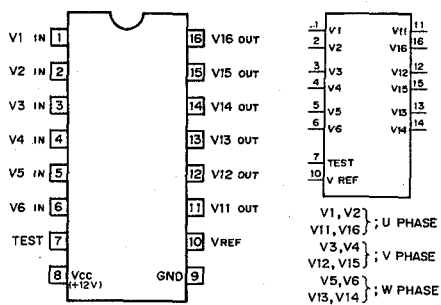 V1 IN 1 16 V16 OUT
V2 IN 2 15 V15 OUT
V3 IN 3 14 V14 OUT
V4 IN 4 13 V13 OUT
V5 IN 5 12 V12 OUT
V6 IN 6 11 V11 OUT
TEST 7 10 VREF
8 VCC (+12V) GND 9
1 V1 V11 11
2 V2 V16 16
3 V3 V12 12
4 V4 V15 15
5 V5 V13 13
6 V6 V14 14
7 TEST
10 V REF
V1, V2
V11, V16 } ; U PHASE
V3, V4
V12, V15 } ; V PHASE
V5, V6
V13, V14 } ; W PHASE